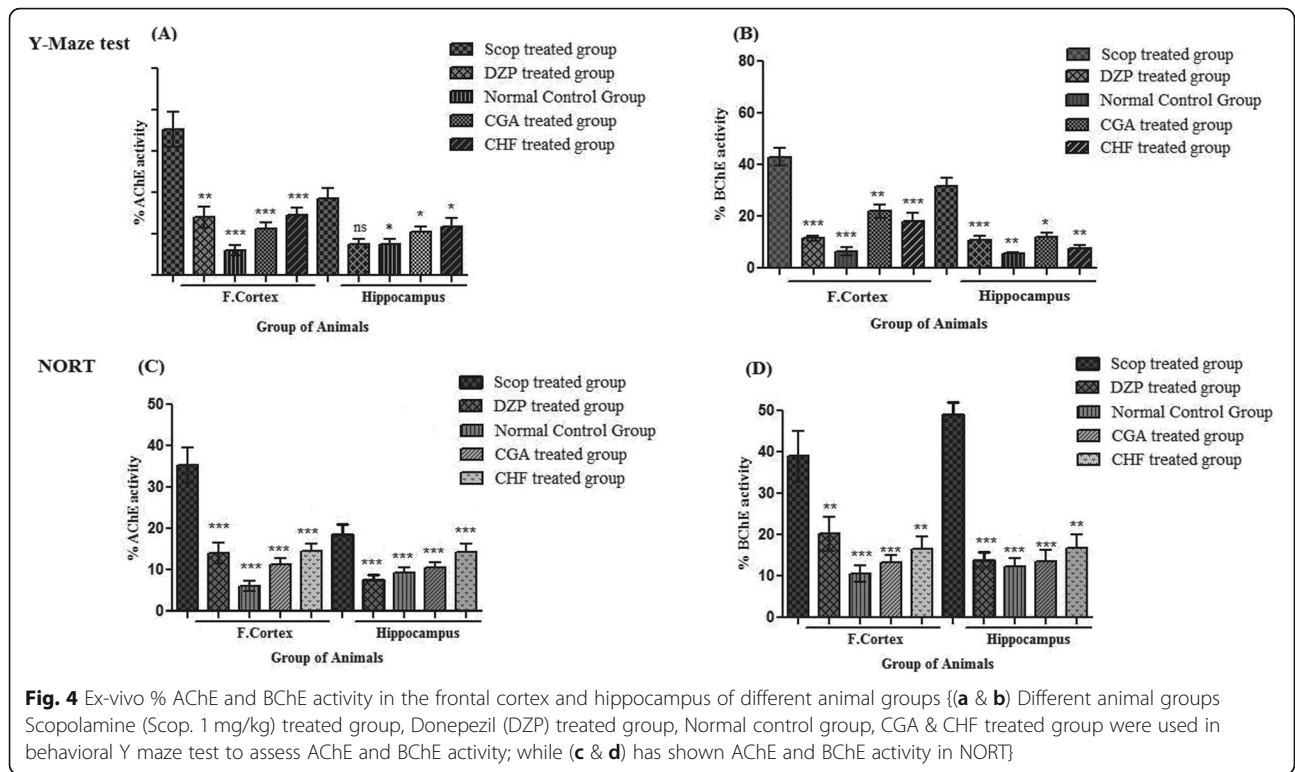 Y-Maze test
(A)
Scop treated group
DZP treated group
Normal Control Group
CGA treated group
CHF treated group
% AChE activity
** *** *** *** ns * * *
F.Cortex Hippocampus
Group of Animals
(B)
Scop treated group
DZP treated group
Normal Control Group
CGA treated group
CHF treated group
80
60
40
20
0
% BChE activity
*** *** ** *** *** ** * **
F.Cortex Hippocampus
Group of Animals
NORT
(C)
Scop treated group
DZP treated group
Normal Control Group
CGA treated group
CHF treated group
50
40
30
20
10
0
% AChE activity
*** *** *** *** *** *** *** ***
F.Cortex Hippocampus
Group of Animals
(D)
Scop treated group
DZP treated group
Normal Control Group
CGA treated group
CHF treated group
50
40
30
20
10
0
% BChE activity
** *** *** ** *** *** *** **
F.Cortex Hippocampus
Group of Animals
Fig. 4 Ex-vivo % AChE and BChE activity in the frontal cortex and hippocampus of different animal groups {(a & b) Different animal groups
Scopolamine (Scop. 1 mg/kg) treated group, Donepezil (DZP) treated group, Normal control group, CGA & CHF treated group were used in
behavioral Y maze test to assess AChE and BChE activity; while (c & d) has shown AChE and BChE activity in NORT}